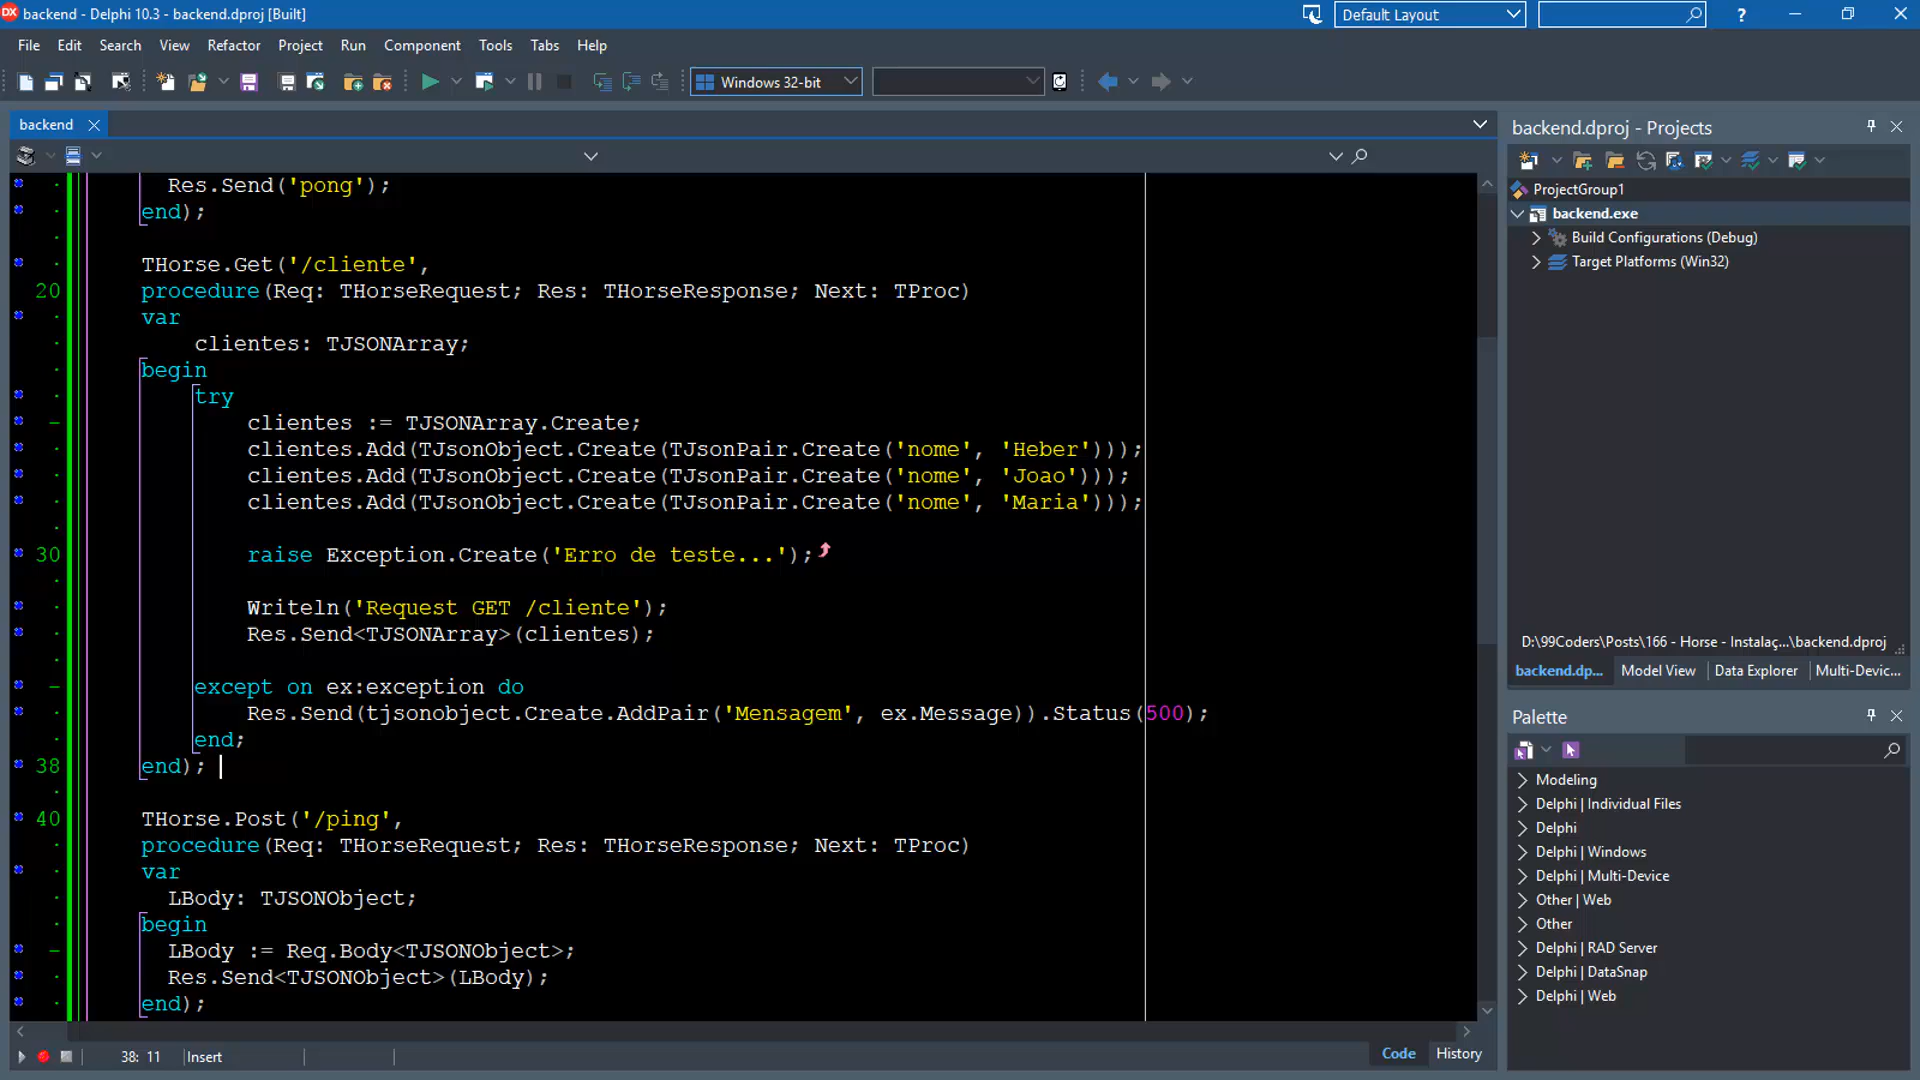 backend - Delphi 10.3 - backend.dproj [Built]
Default Layout
?
File Edit Search View Refactor Project Run Component Tools Tabs Help
Windows 32-bit
backend
Res.Send('pong');
end);
THorse.Get('/cliente',
20 procedure(Req: THorseRequest; Res: THorseResponse; Next: TProc)
var
clientes: TJSONArray;
begin
try
clientes := TJSONArray.Create;
clientes.Add(TJsonObject.Create(TJsonPair.Create('nome', 'Heber')));
clientes.Add(TJsonObject.Create(TJsonPair.Create('nome', 'Joao')));
clientes.Add(TJsonObject.Create(TJsonPair.Create('nome', 'Maria')));
30 raise Exception.Create('Erro de teste...');
Writeln('Request GET /cliente');
Res.Send<TJSONArray>(clientes);
except on ex:exception do
Res.Send(tjsonobject.Create.AddPair('Mensagem', ex.Message)).Status(500);
end;
38 end);
40 THorse.Post('/ping',
procedure(Req: THorseRequest; Res: THorseResponse; Next: TProc)
var
LBody: TJSONObject;
begin
LBody := Req.Body<TJSONObject>;
Res.Send<TJSONObject>(LBody);
end);
38: 11 Insert
Code History
backend.dproj - Projects
ProjectGroup1
backend.exe
Build Configurations (Debug)
Target Platforms (Win32)
D:\99Coders\Posts\166 - Horse - Instalaç...\backend.dproj
backend.dp... Model View Data Explorer Multi-Devic...
Palette
Modeling
Delphi | Individual Files
Delphi
Delphi | Windows
Delphi | Multi-Device
Other | Web
Other
Delphi | RAD Server
Delphi | DataSnap
Delphi | Web